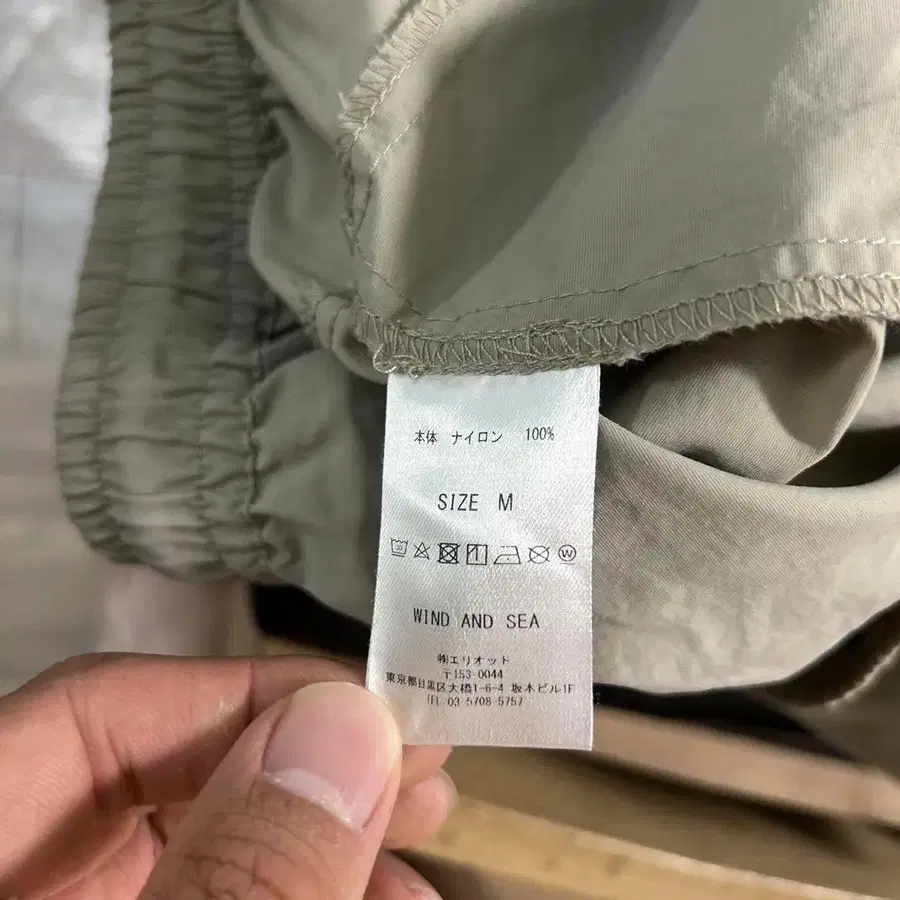 本体 ナイロン 100%
SIZE M
WIND AND SEA
㈱エリオット
〒153-0044
東京都目黒区大橋1-6-4 坂本ビル1F
TEL 03-5708-5757